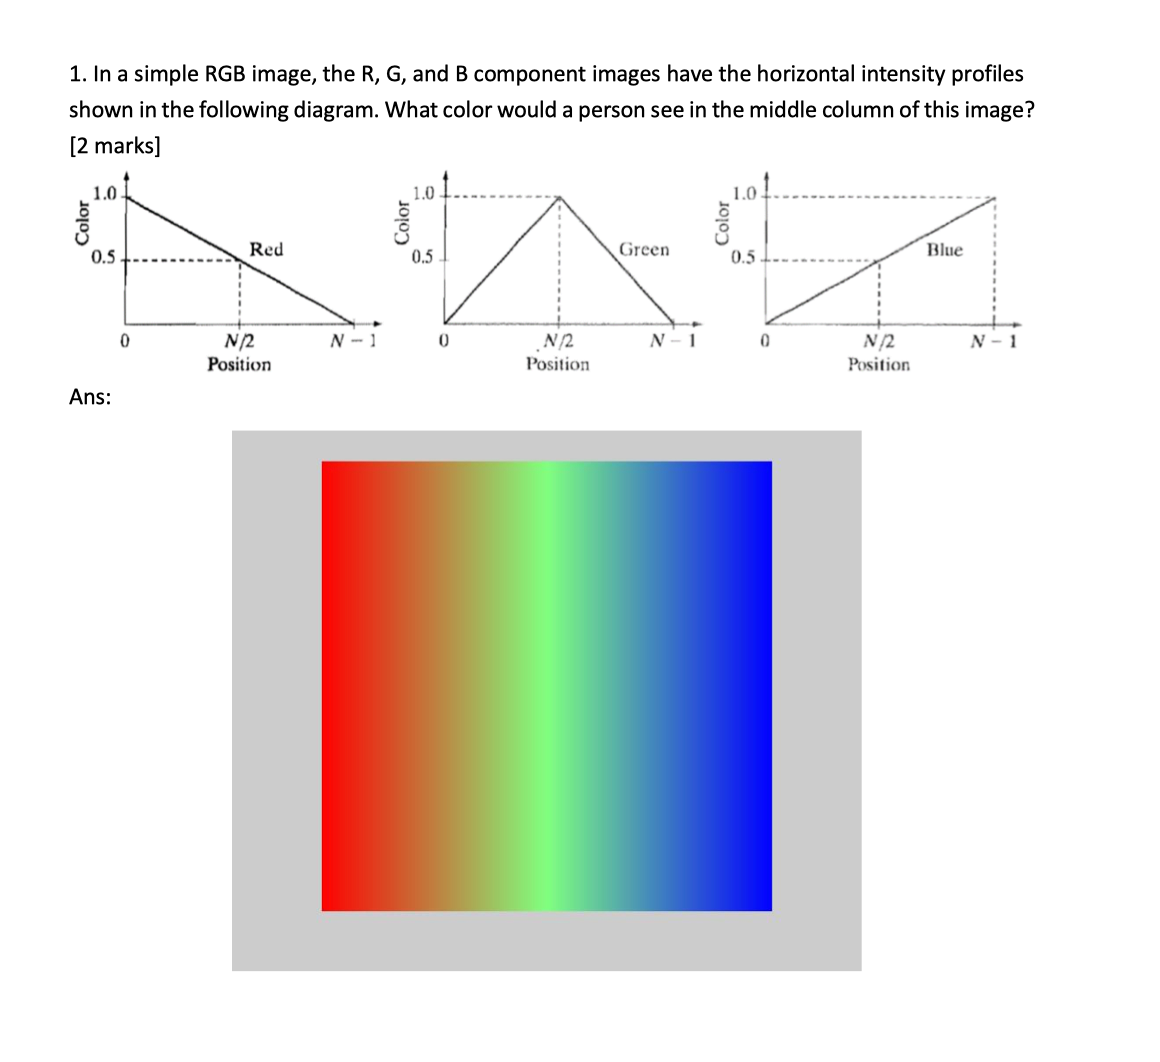 1. In a simple RGB image, the R, G, and B component images have the horizontal intensity profiles
shown in the following diagram. What color would a person see in the middle column of this image?
[2 marks]
Color
1.0
0.5
Red
0
N/2
N − 1
Position
Color
1.0
0.5
Green
0
N/2
N − 1
Position
Color
1.0
0.5
Blue
0
N/2
N − 1
Position
Ans: